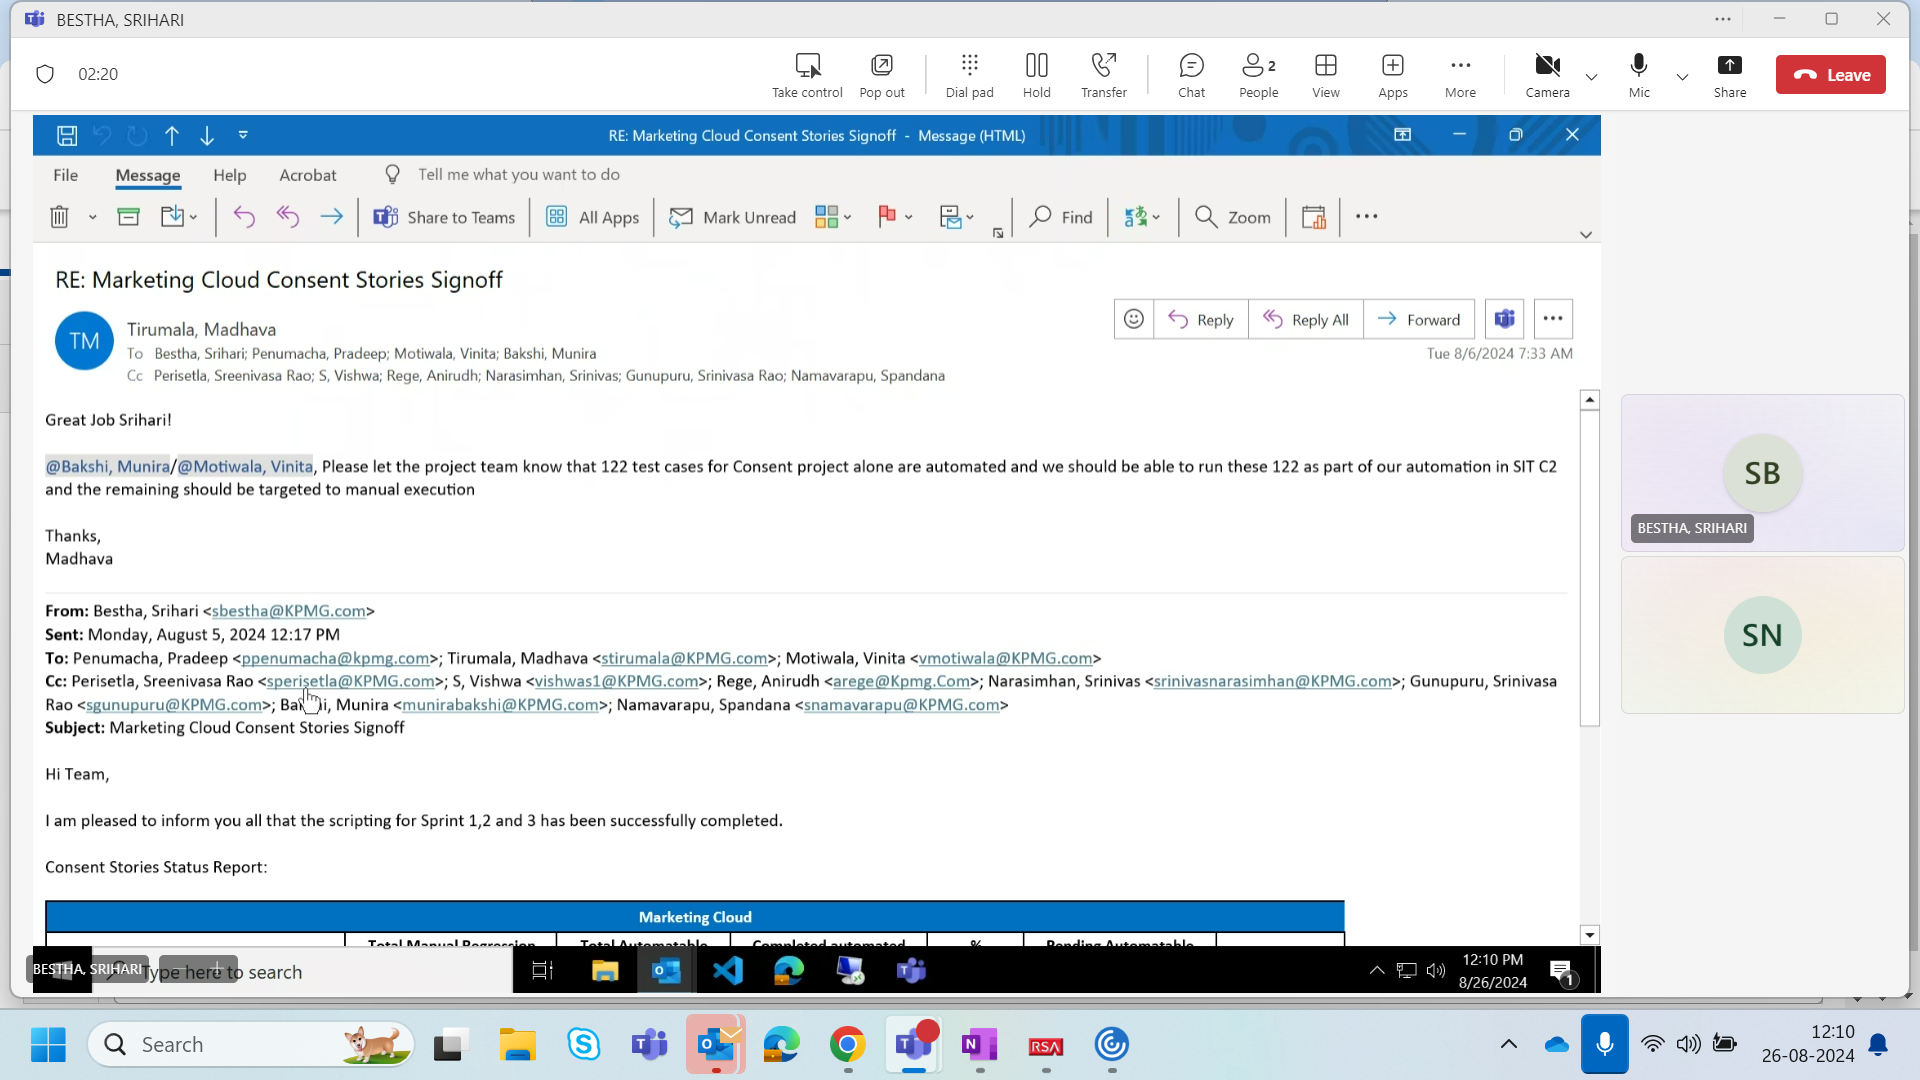 BESTHA, SRIHARI
02:20
Take control
Pop out
Dial pad
Hold
Transfer
Chat
2
People
View
Apps
More
Camera
Mic
Share
Leave
RE: Marketing Cloud Consent Stories Signoff - Message (HTML)
File Message Help Acrobat Tell me what you want to do
Share to Teams
All Apps
Mark Unread
Find
Zoom
RE: Marketing Cloud Consent Stories Signoff
TM
Tirumala, Madhava
To Bestha, Srihari; Penumacha, Pradeep; Motiwala, Vinita; Bakshi, Munira
Cc Perisetla, Sreenivasa Rao; S, Vishwa; Rege, Anirudh; Narasimhan, Srinivas; Gunupuru, Srinivasa Rao; Namavarapu, Spandana
Reply
Reply All
Forward
Tue 8/6/2024 7:33 AM
Great Job Srihari!
@Bakshi, Munira/@Motiwala, Vinita, Please let the project team know that 122 test cases for Consent project alone are automated and we should be able to run these 122 as part of our automation in SIT C2
and the remaining should be targeted to manual execution
Thanks,
Madhava
From: Bestha, Srihari <sbestha@KPMG.com>
Sent: Monday, August 5, 2024 12:17 PM
To: Penumacha, Pradeep <ppenumacha@kpmg.com>; Tirumala, Madhava <stirumala@KPMG.com>; Motiwala, Vinita <vmotiwala@KPMG.com>
Cc: Perisetla, Sreenivasa Rao <sperisetla@KPMG.com>; S, Vishwa <vishwas1@KPMG.com>; Rege, Anirudh <arege@Kpmg.Com>; Narasimhan, Srinivas <srinivasnarasimhan@KPMG.com>; Gunupuru, Srinivasa
Rao <sgunupuru@KPMG.com>; Bakshi, Munira <munirabakshi@KPMG.com>; Namavarapu, Spandana <snamavarapu@KPMG.com>
Subject: Marketing Cloud Consent Stories Signoff
Hi Team,
I am pleased to inform you all that the scripting for Sprint 1,2 and 3 has been successfully completed.
Consent Stories Status Report:
Marketing Cloud
Total Manual Regression Total Automatable Completed automated % Pending Automatable
SB
BESTHA, SRIHARI
SN
BESTHA, SRIHARI
Type here to search
12:10 PM
8/26/2024
1
Search
RSA
12:10
26-08-2024